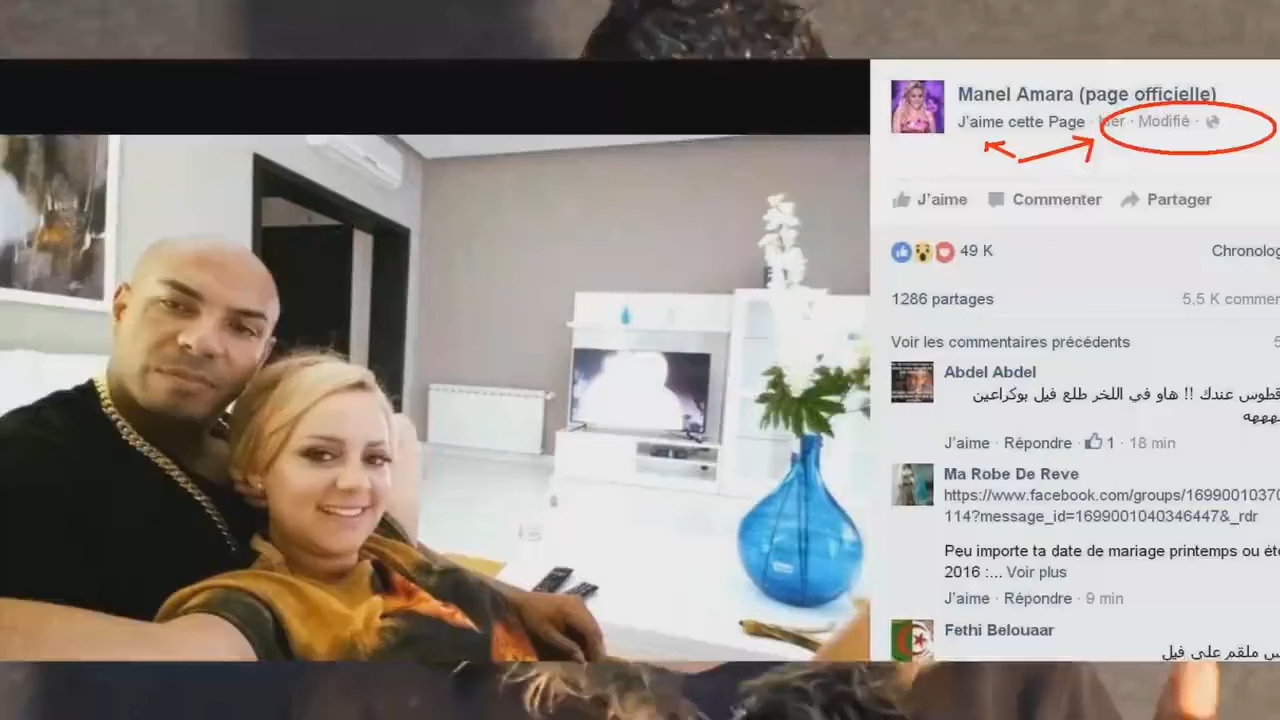 Manel Amara (page officielle)
J'aime cette Page · Hier · Modifié ·
J'aime Commenter Partager
49 K Chronolog
1286 partages 5,5 K commen
Voir les commentaires précédents 5
Abdel Abdel
قطوس عندك !! هاو في اللخر طلع فيل بوكراعين
J'aime · Répondre · 1 · 18 min
Ma Robe De Reve
https://www.facebook.com/groups/16990010370
114?message_id=1699001040346447&_rdr
Peu importe ta date de mariage printemps ou été
2016 :... Voir plus
J'aime · Répondre · 9 min
Fethi Belouaar
ملقم على فيل